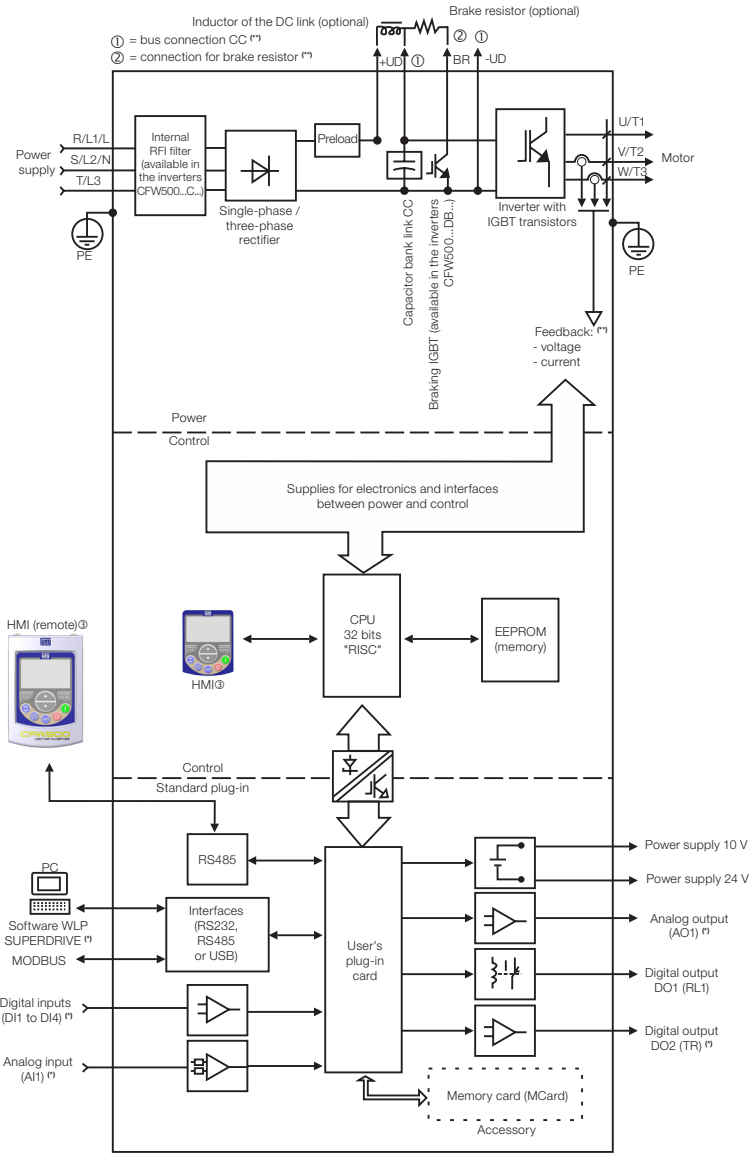 Inductor of the DC link (optional)
Brake resistor (optional)
① = bus connection CC (**)
② = connection for brake resistor (**)
② ①
+UD ① BR -UD
R/L1/L
S/L2/N
T/L3
Power
supply
PE
Internal
RFI filter
(available in
the inverters
CFW500...C...)
Single-phase /
three-phase
rectifier
Preload
Capacitor bank link CC
Braking IGBT (available in the inverters
CFW500...DB...)
Inverter with
IGBT transistors
U/T1
V/T2
W/T3
Motor
PE
Feedback: (**)
- voltage
- current
Power
Control
Supplies for electronics and interfaces
between power and control
CPU
32 bits
"RISC"
EEPROM
(memory)
HMI (remote)③
HMI③
CFW500
VECTOR INVERTER
Control
Standard plug-in
RS485
PC
Software WLP
SUPERDRIVE (*)
MODBUS
Interfaces
(RS232,
RS485
or USB)
Digital inputs
(DI1 to DI4) (*)
Analog input
(AI1) (*)
User's
plug-in
card
Power supply 10 V
Power supply 24 V
Analog output
(AO1) (*)
Digital output
DO1 (RL1)
Digital output
DO2 (TR) (*)
Memory card (MCard)
Accessory